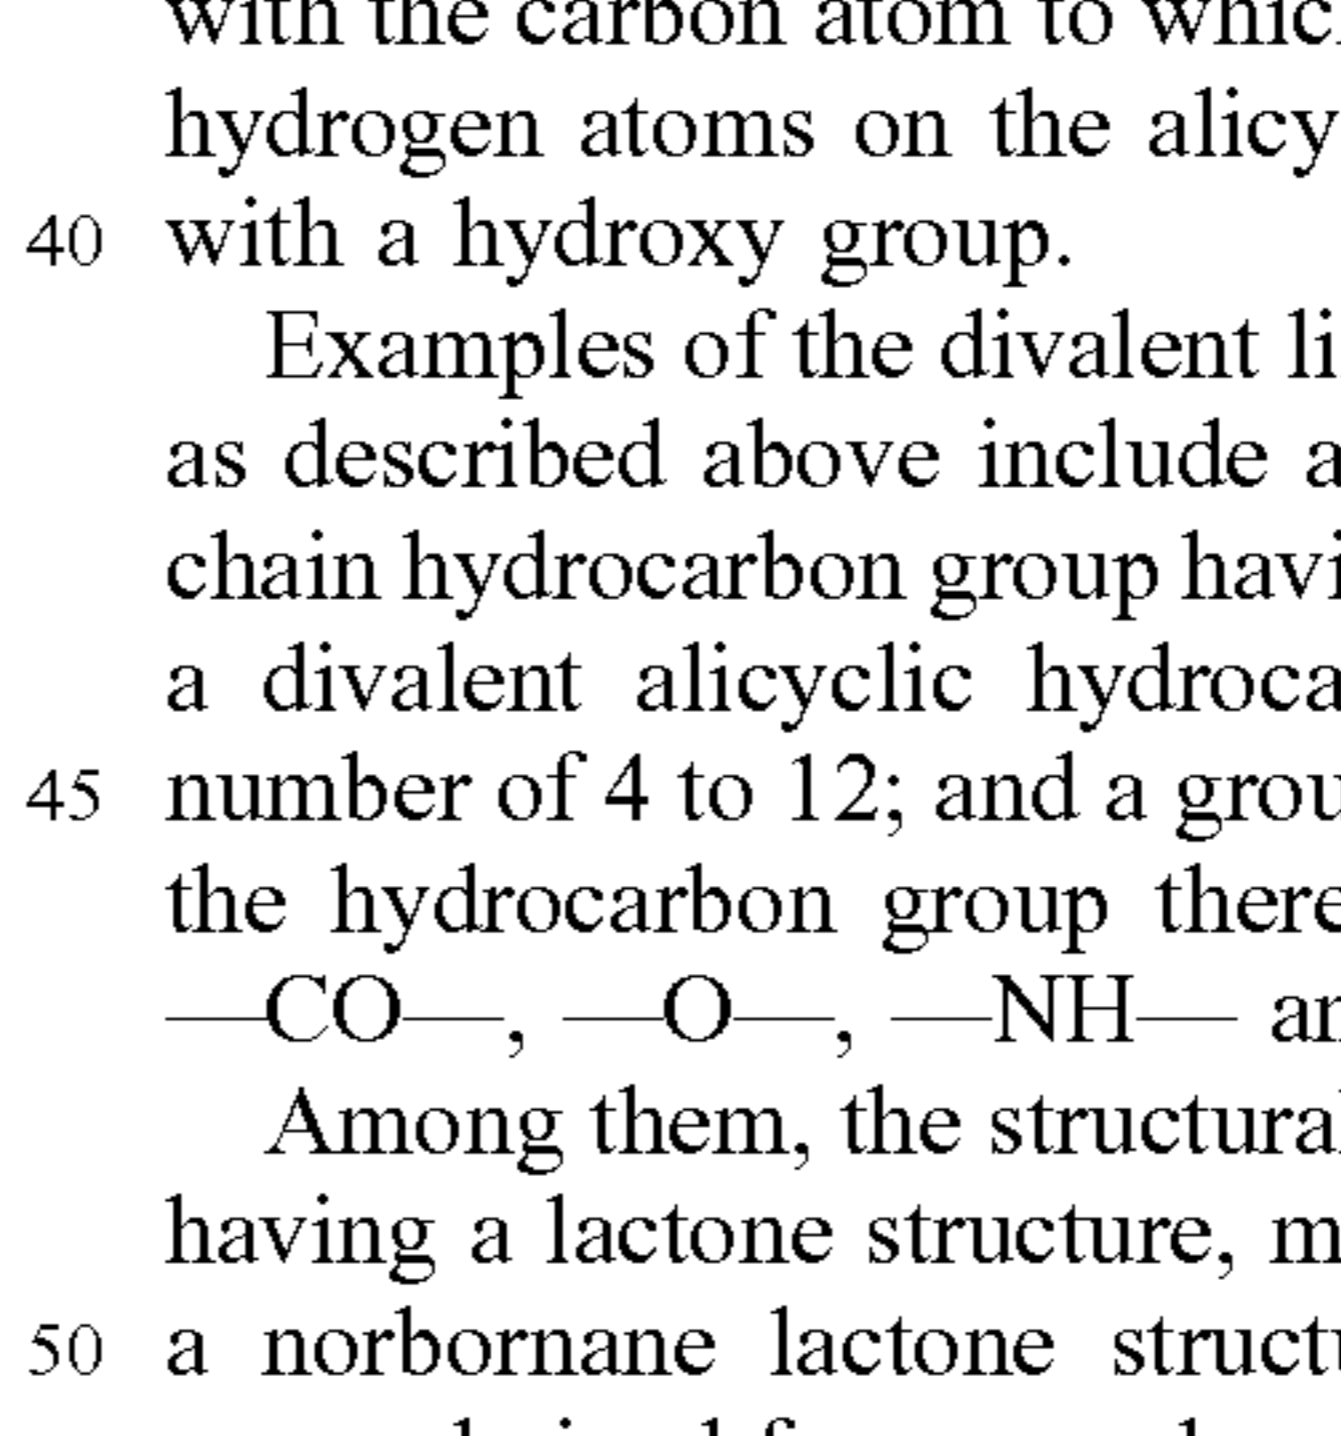 with the carbon atom to whic
hydrogen atoms on the alicy
40 with a hydroxy group.
Examples of the divalent li
as described above include a
chain hydrocarbon group havi
a divalent alicyclic hydroca
45 number of 4 to 12; and a grou
the hydrocarbon group there
—CO—, —O—, —NH— an
Among them, the structural
having a lactone structure, m
50 a norbornane lactone structu